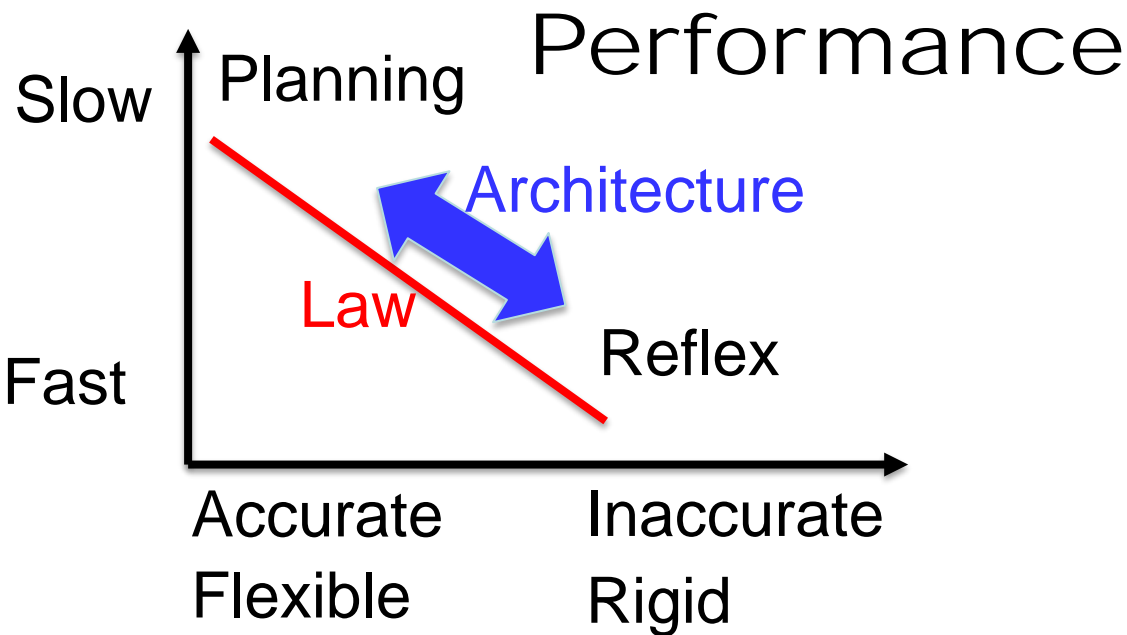 Performance
Slow
Planning
Architecture
Law
Reflex
Fast
Accurate
Inaccurate
Flexible
Rigid